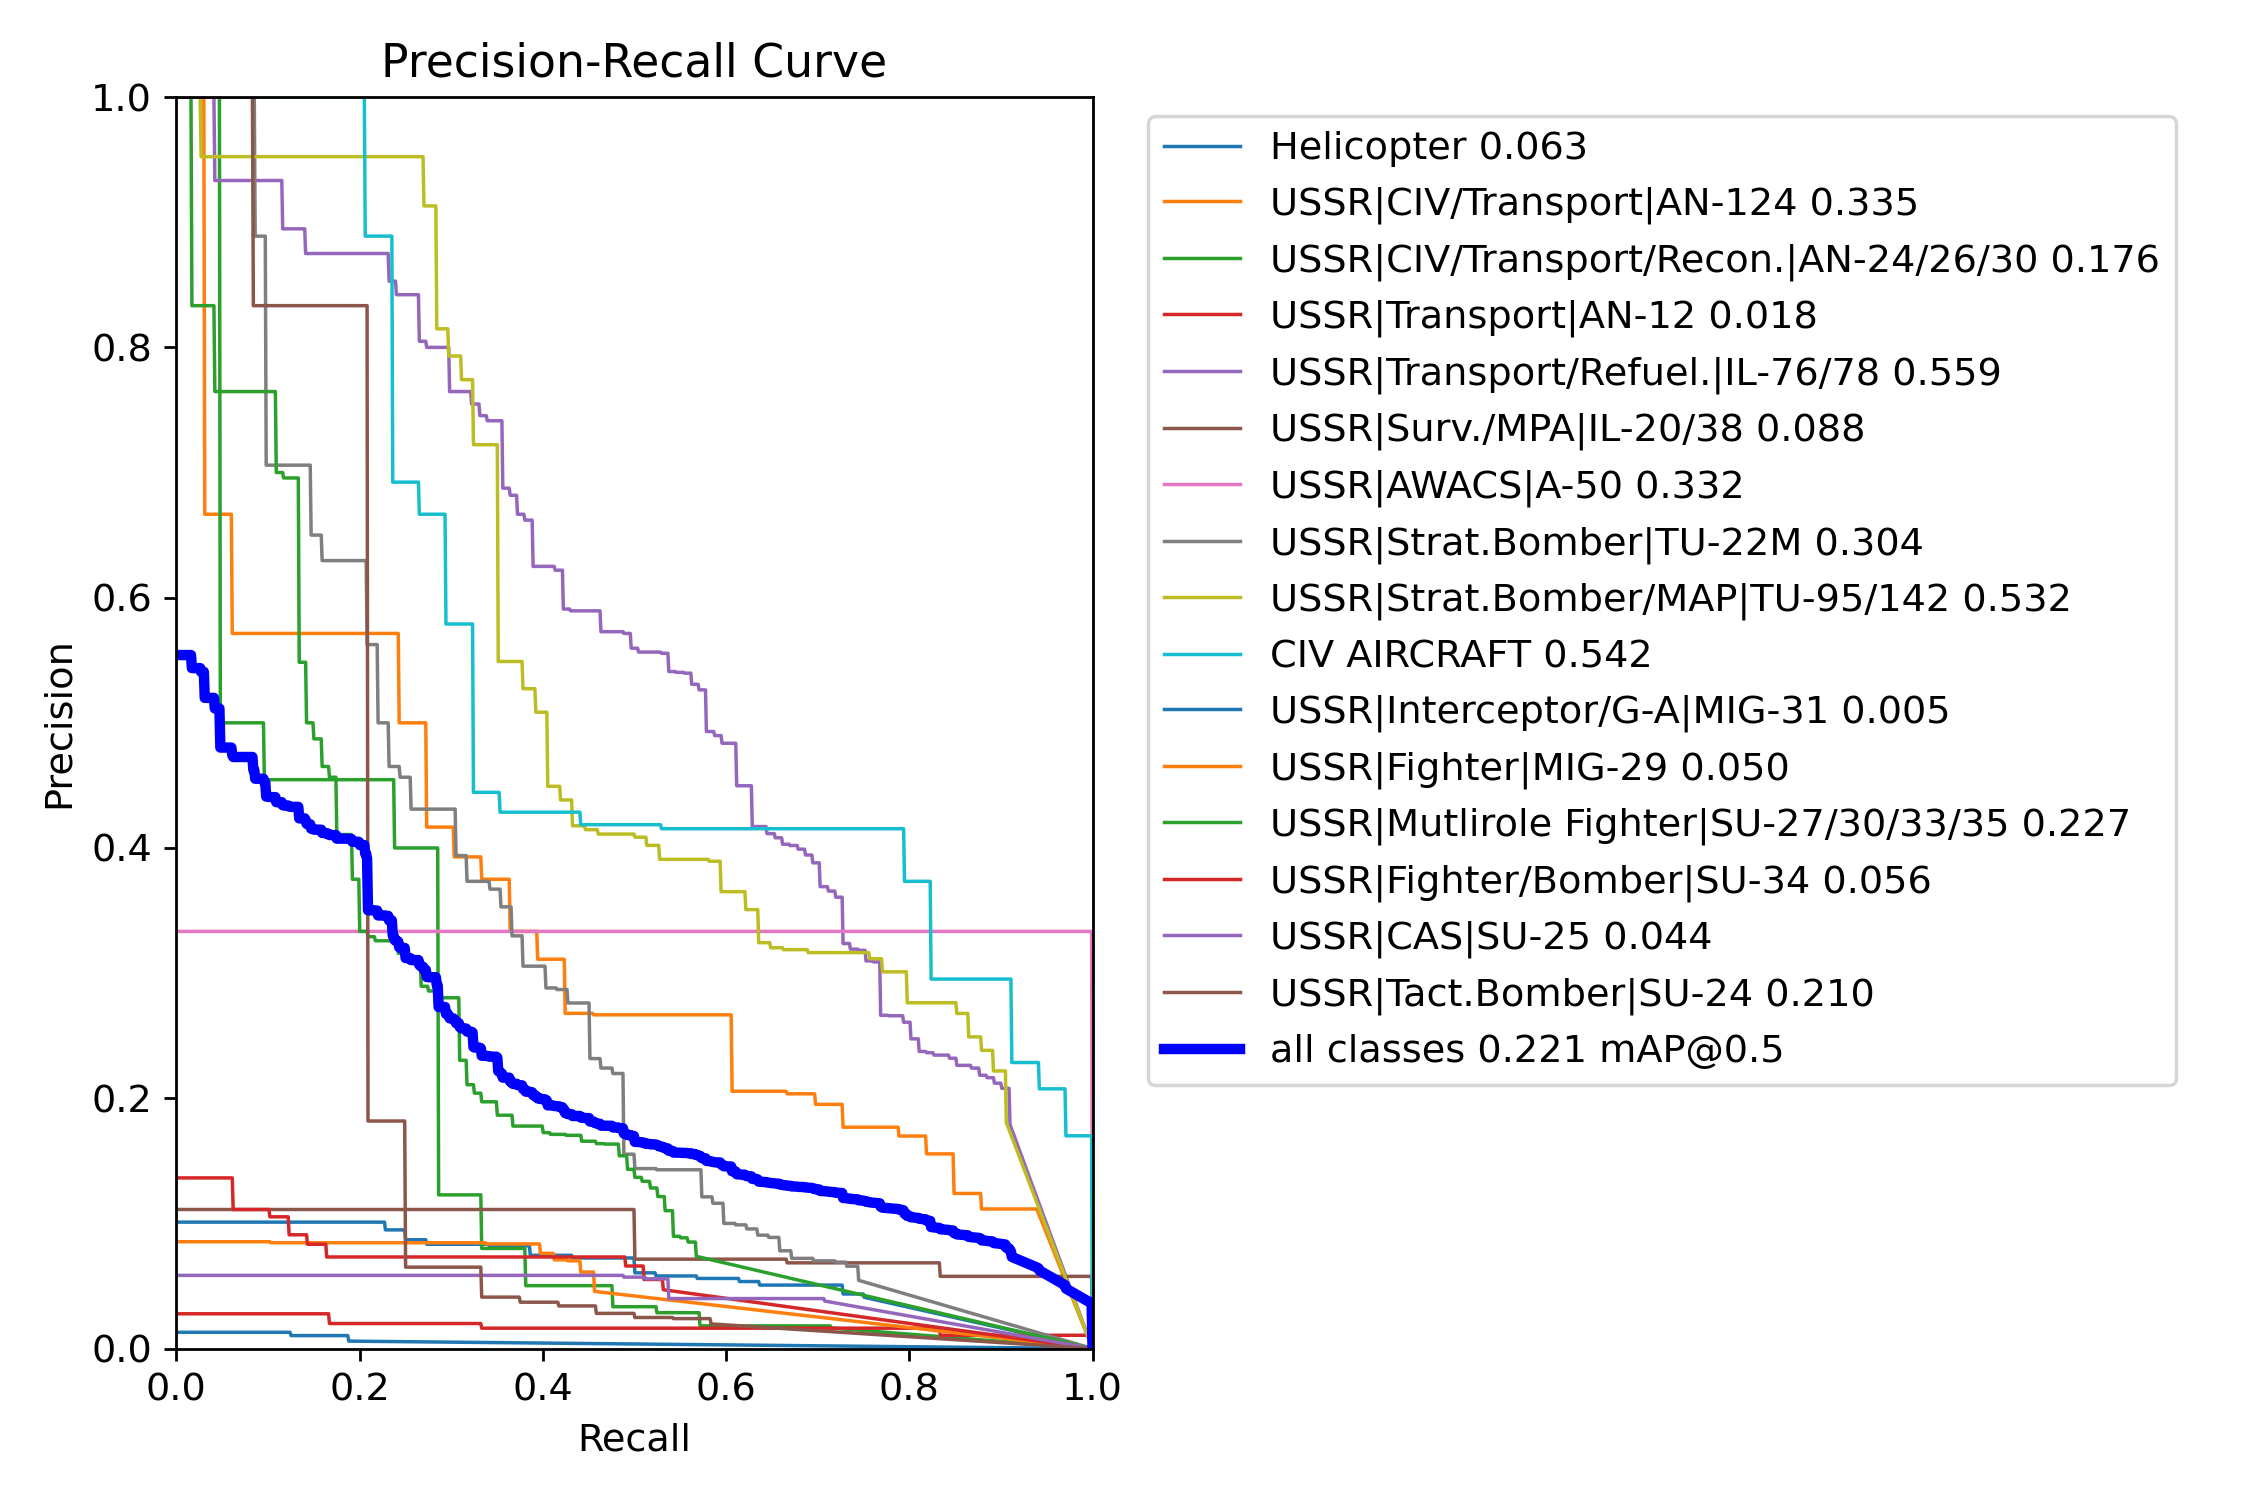 Precision-Recall Curve
1.0
0.8
0.6
0.4
0.2
0.0
Precision
0.0 0.2 0.4 0.6 0.8 1.0
Recall
Helicopter 0.063
USSR|CIV/Transport|AN-124 0.335
USSR|CIV/Transport/Recon.|AN-24/26/30 0.176
USSR|Transport|AN-12 0.018
USSR|Transport/Refuel.|IL-76/78 0.559
USSR|Surv./MPA|IL-20/38 0.088
USSR|AWACS|A-50 0.332
USSR|Strat.Bomber|TU-22M 0.304
USSR|Strat.Bomber/MAP|TU-95/142 0.532
CIV AIRCRAFT 0.542
USSR|Interceptor/G-A|MIG-31 0.005
USSR|Fighter|MIG-29 0.050
USSR|Mutlirole Fighter|SU-27/30/33/35 0.227
USSR|Fighter/Bomber|SU-34 0.056
USSR|CAS|SU-25 0.044
USSR|Tact.Bomber|SU-24 0.210
all classes 0.221 mAP@0.5